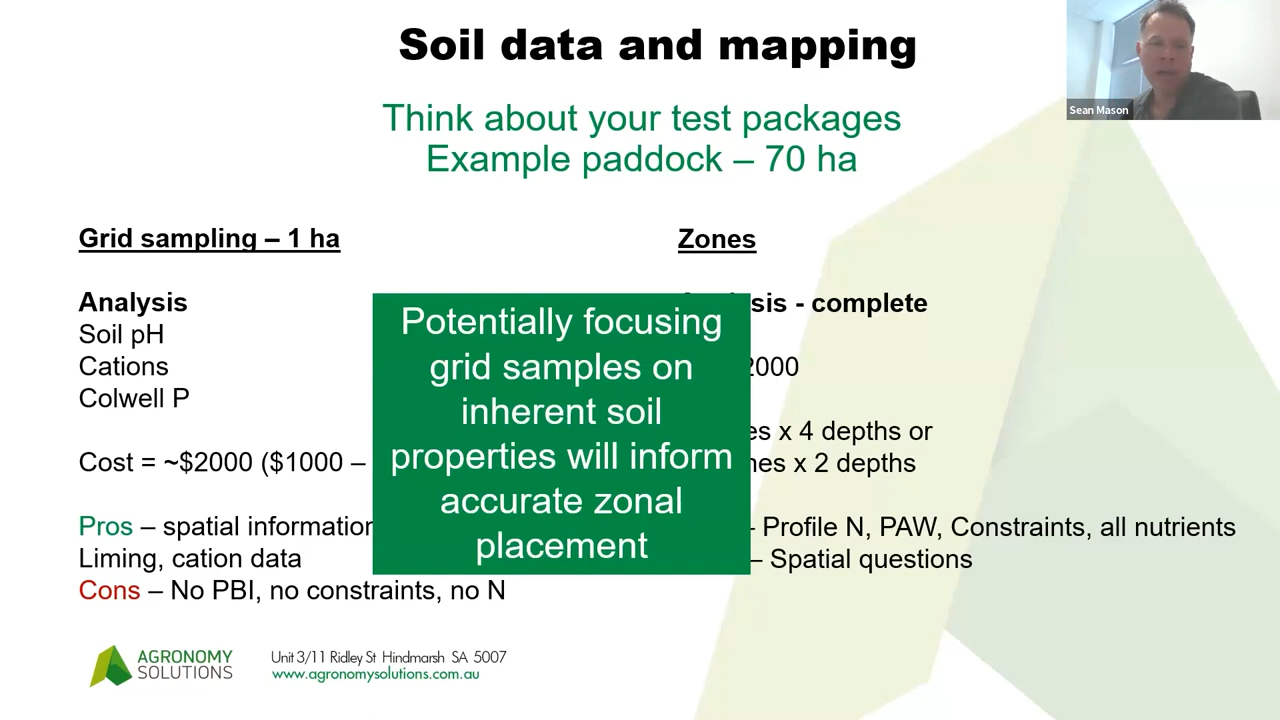 Soil data and mapping
Sean Mason
Think about your test packages
Example paddock – 70 ha
Grid sampling – 1 ha
Analysis
Soil pH
Cations
Colwell P
Cost = ~$2000 ($1000 –
Pros – spatial information
Liming, cation data
Cons – No PBI, no constraints, no N
Potentially focusing
grid samples on
inherent soil
properties will inform
accurate zonal
placement
Zones
- complete
2000
x 4 depths or
x 2 depths
– Profile N, PAW, Constraints, all nutrients
– Spatial questions
AGRONOMY
SOLUTIONS
Unit 3/11 Ridley St Hindmarsh SA 5007
www.agronomysolutions.com.au